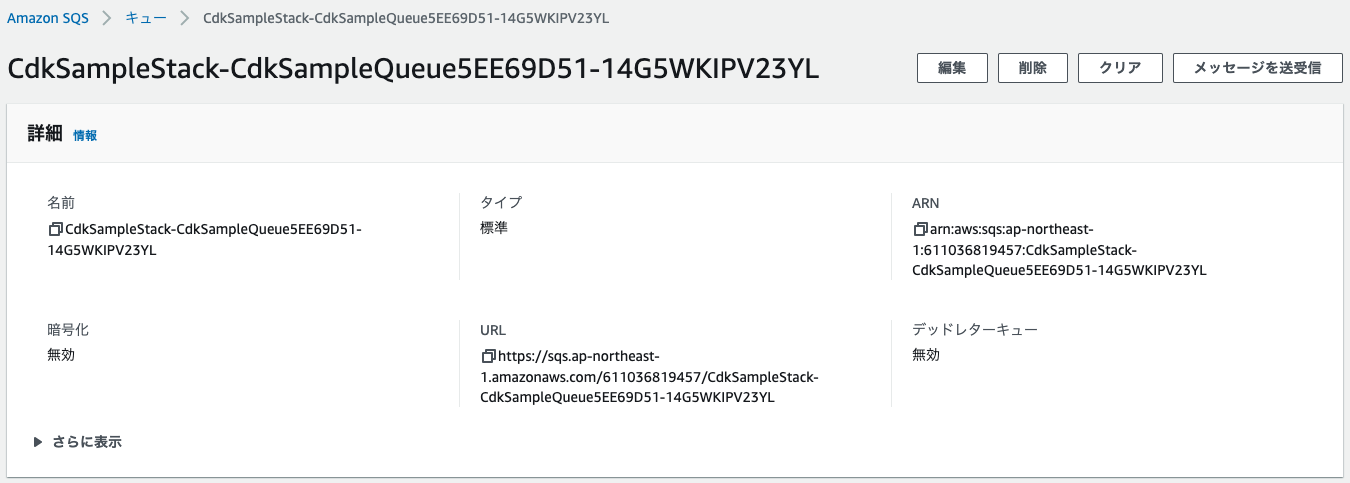 Amazon SQS > キュー > CdkSampleStack-CdkSampleQueue5EE69D51-14G5WKIPV23YL
CdkSampleStack-CdkSampleQueue5EE69D51-14G5WKIPV23YL
編集 削除 クリア メッセージを送受信
詳細 情報
名前
CdkSampleStack-CdkSampleQueue5EE69D51-
14G5WKIPV23YL
タイプ
標準
ARN
arn:aws:sqs:ap-northeast-
1:611036819457:CdkSampleStack-
CdkSampleQueue5EE69D51-14G5WKIPV23YL
暗号化
無効
URL
https://sqs.ap-northeast-
1.amazonaws.com/611036819457/CdkSampleStack-
CdkSampleQueue5EE69D51-14G5WKIPV23YL
デッドレターキュー
無効
さらに表示